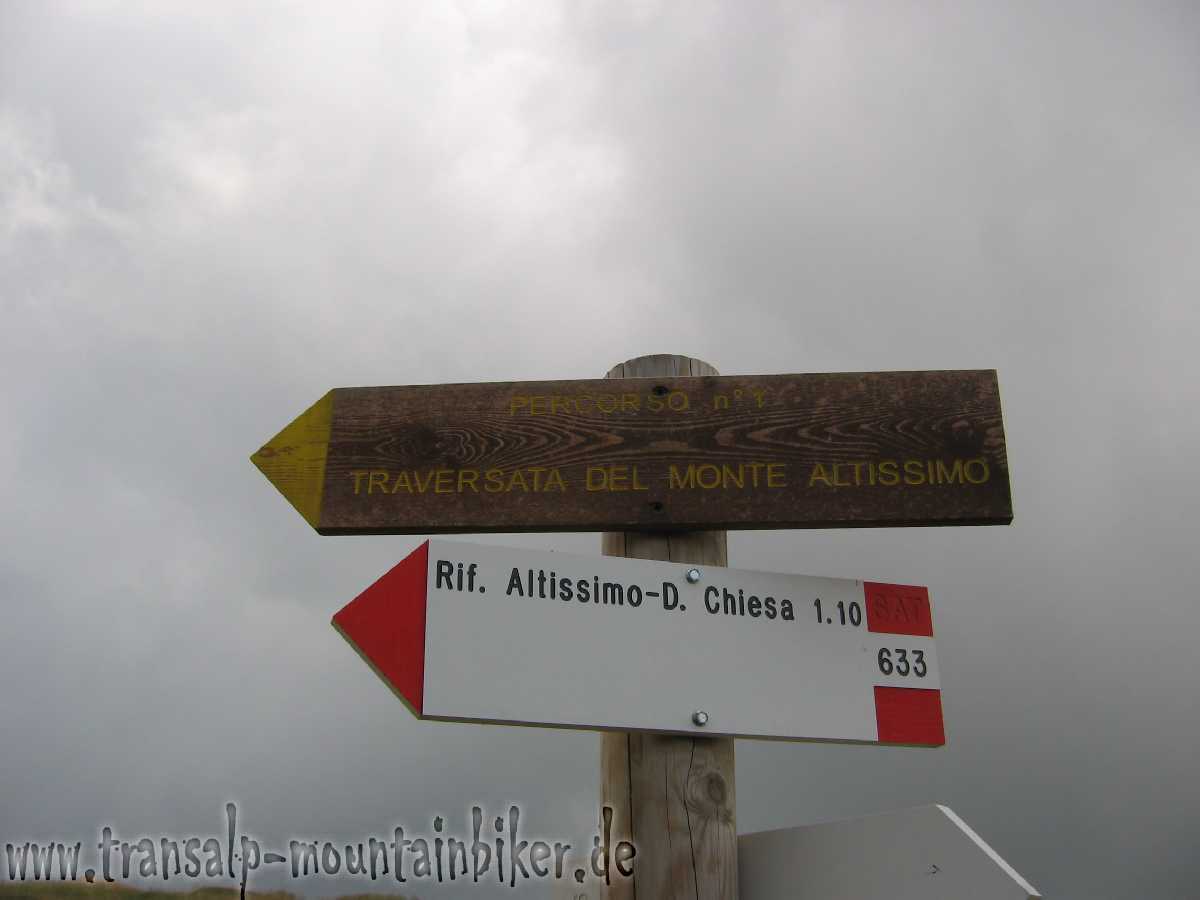 PERCORSO n° 1
TRAVERSATA DEL MONTE ALTISSIMO
Rif. Altissimo-D. Chiesa 1.10
SAT
633
www.transalp-mountainbiker.de